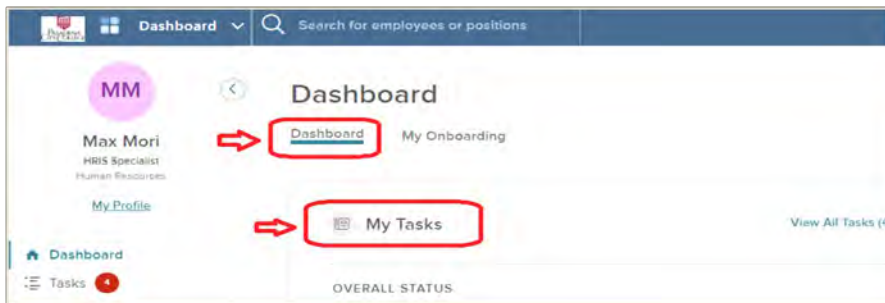 Dashboard
Search for employees or positions
MM
Max Mori
HRIS Specialist
Human Resources
My Profile
Dashboard
Tasks 4
Dashboard
Dashboard My Onboarding
My Tasks
View All Tasks (4
OVERALL STATUS